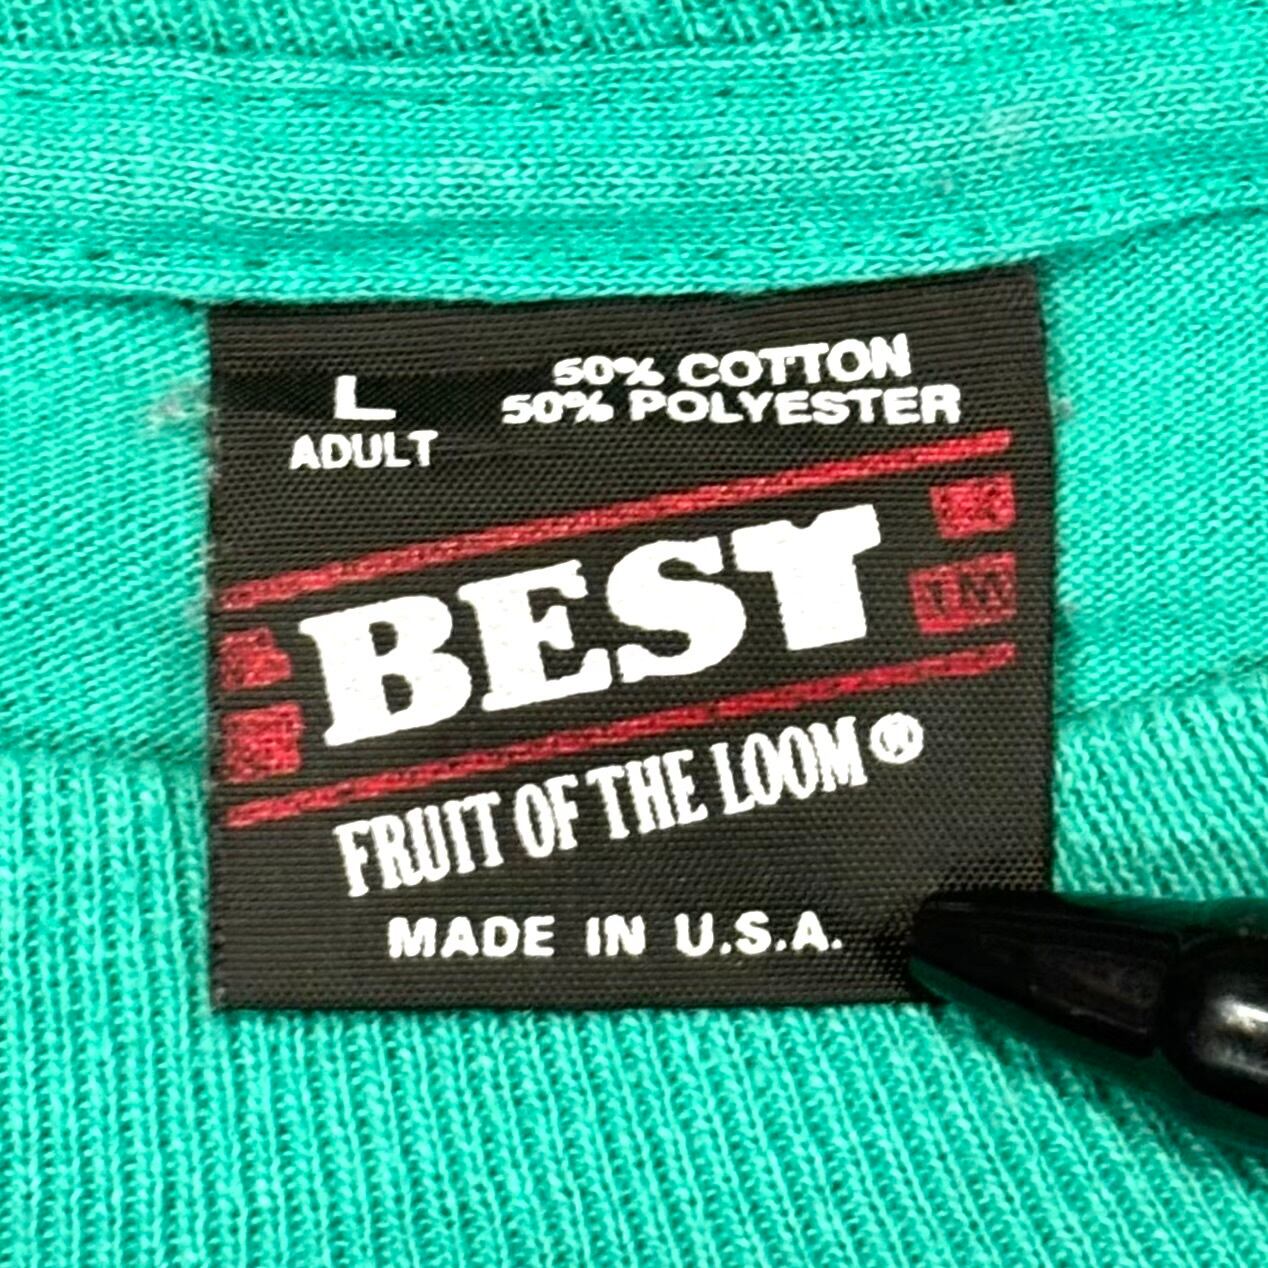 L
ADULT
50% COTTON
50% POLYESTER
BEST
TM
FRUIT OF THE LOOM®
MADE IN U.S.A.